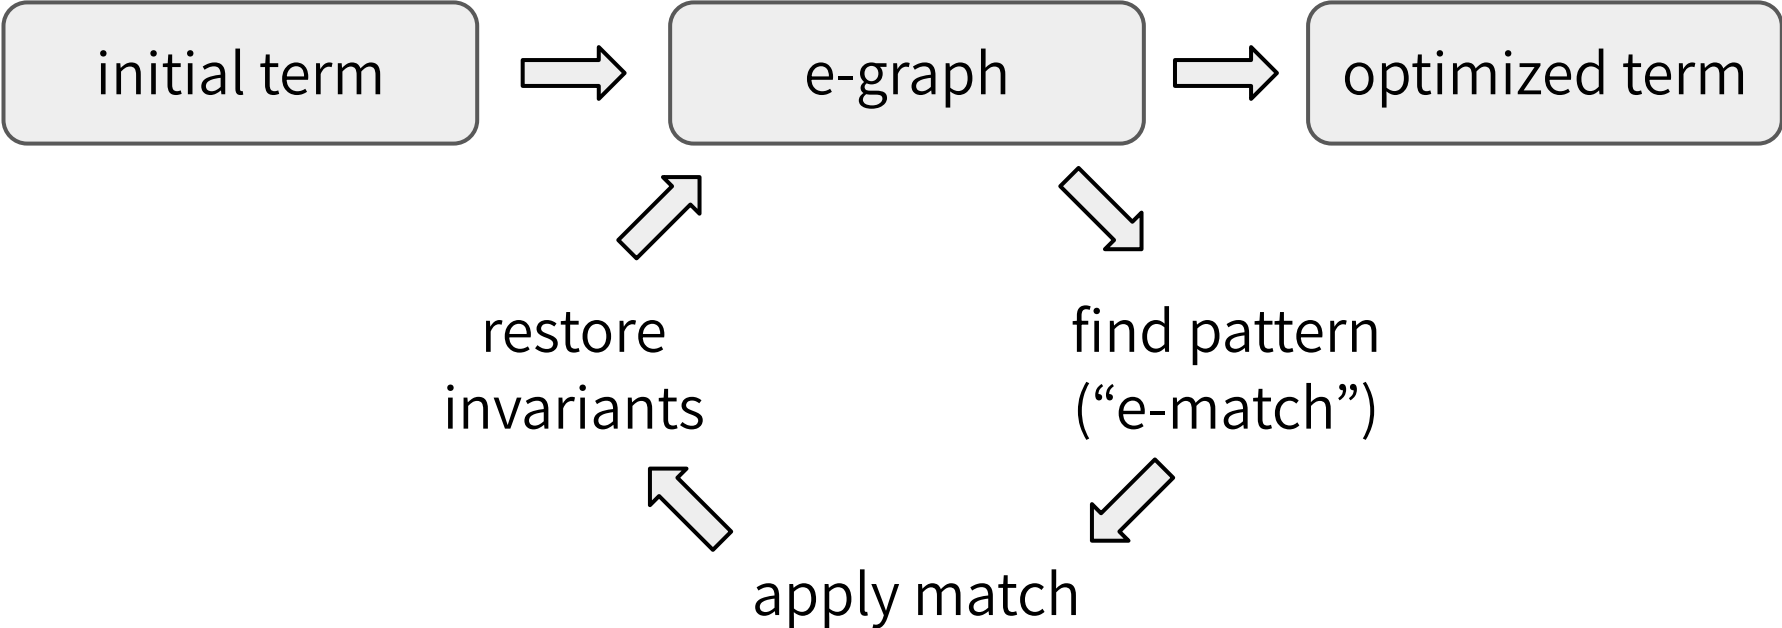 initial term
e-graph
optimized term
restore
invariants
find pattern
(“e-match”)
apply match